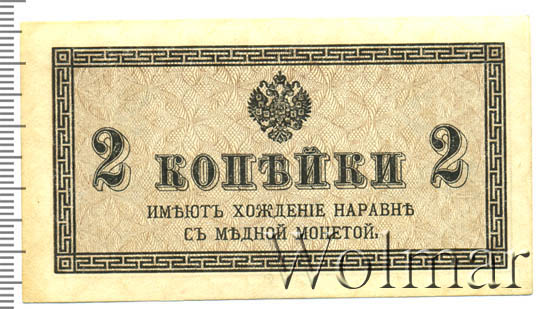 2 КОПѢЙКИ 2
ИМѢЮТЪ ХОЖДЕНІЕ НАРАВНѢ
СЪ МѢДНОЙ МОНЕТОЙ.
Wolmar